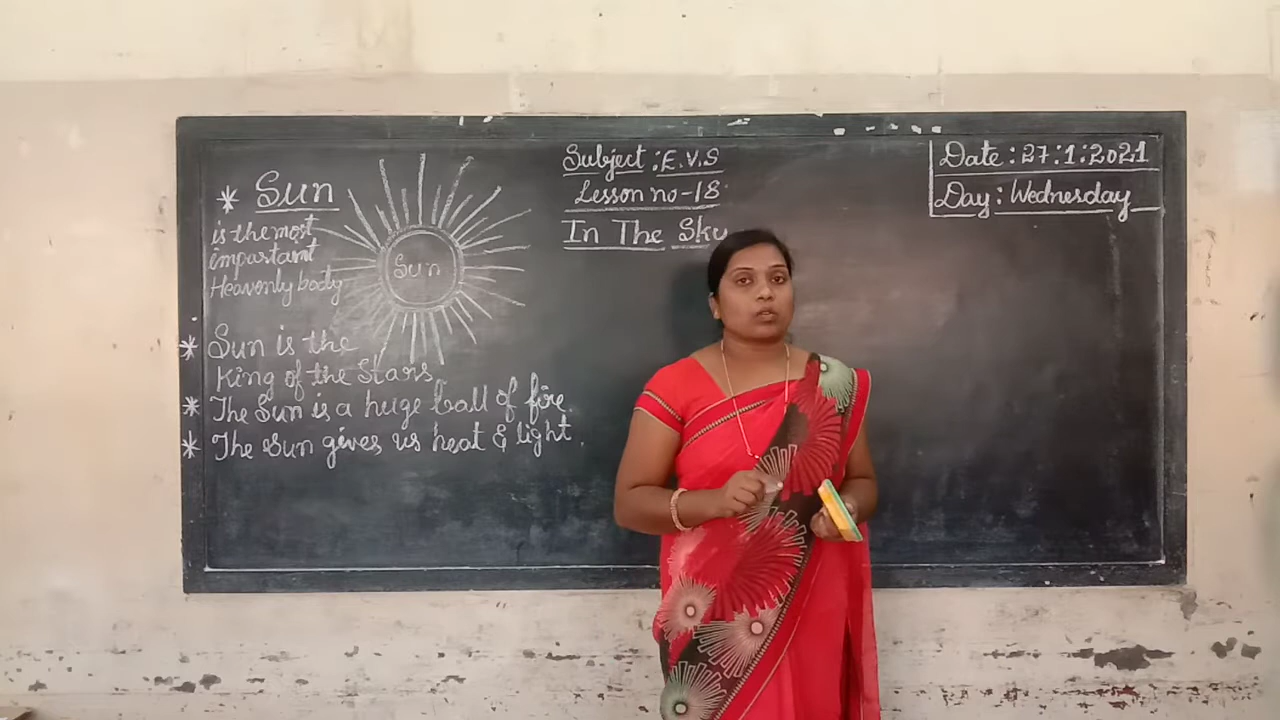 Subject : E.V.S
Lesson no - 18
In The Sky
Date : 27:1:2021
Day : Wednesday
* Sun
is the most
important
Heavenly body
Sun
* Sun is the
King of the Stars
* The Sun is a huge ball of fire.
* The Sun gives us heat & light.